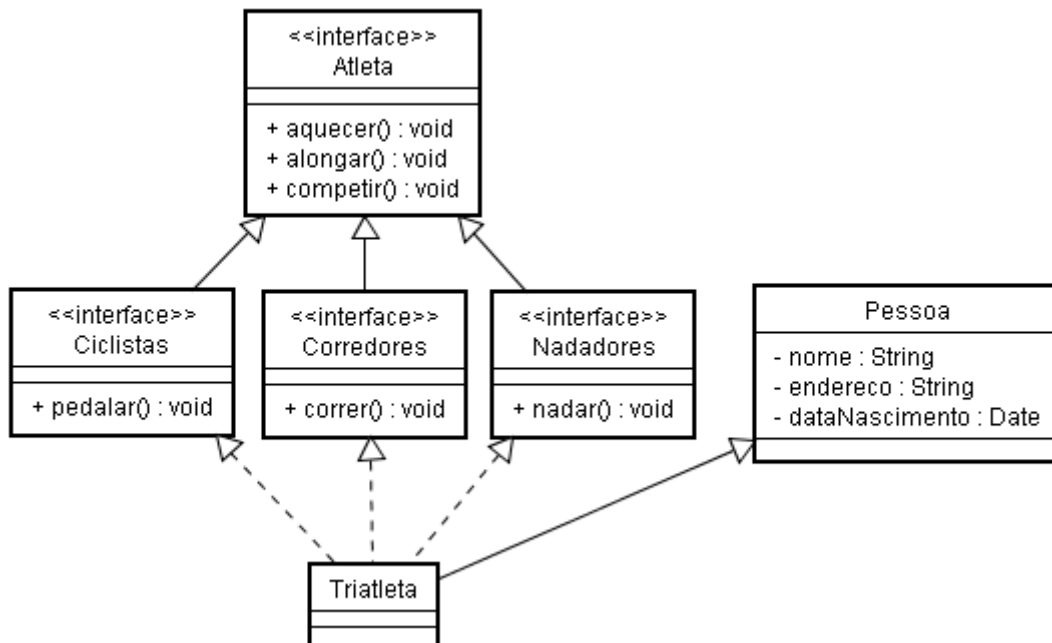 <<interface>>
Atleta
+ aquecer() : void
+ alongar() : void
+ competir() : void
<<interface>>
Ciclistas
+ pedalar() : void
<<interface>>
Corredores
+ correr() : void
<<interface>>
Nadadores
+ nadar() : void
Pessoa
- nome : String
- endereco : String
- dataNascimento : Date
Triatleta